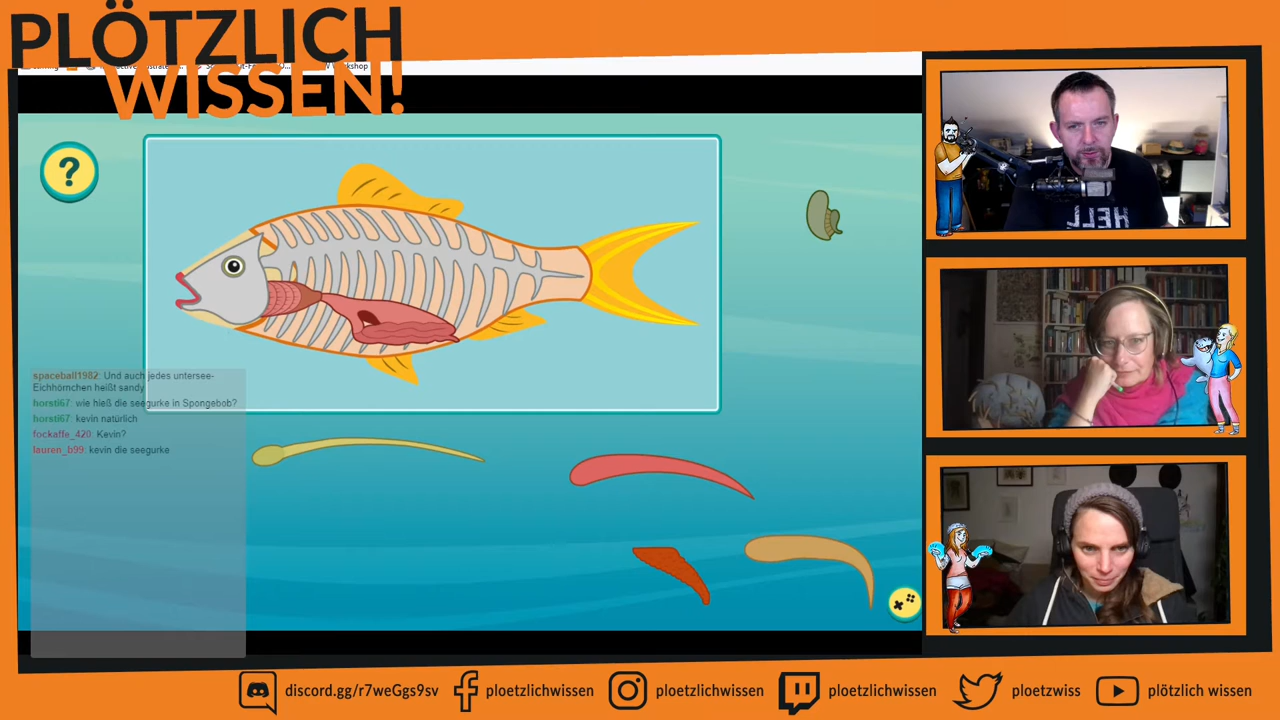 PLÖTZLICH
WISSEN!
Workshop
?
spaceball1982: Und auch jedes untersee-
Eichhörnchen heißt sandy
horsti67: wie hieß die seegurke in Spongebob?
horsti67: kevin natürlich
fockaffe_420: Kevin?
lauren_b99: kevin die seegurke
discord.gg/r7weGgs9sv
ploetzlichwissen
ploetzlichwissen
ploetzlichwissen
ploetzwiss
plötzlich wissen